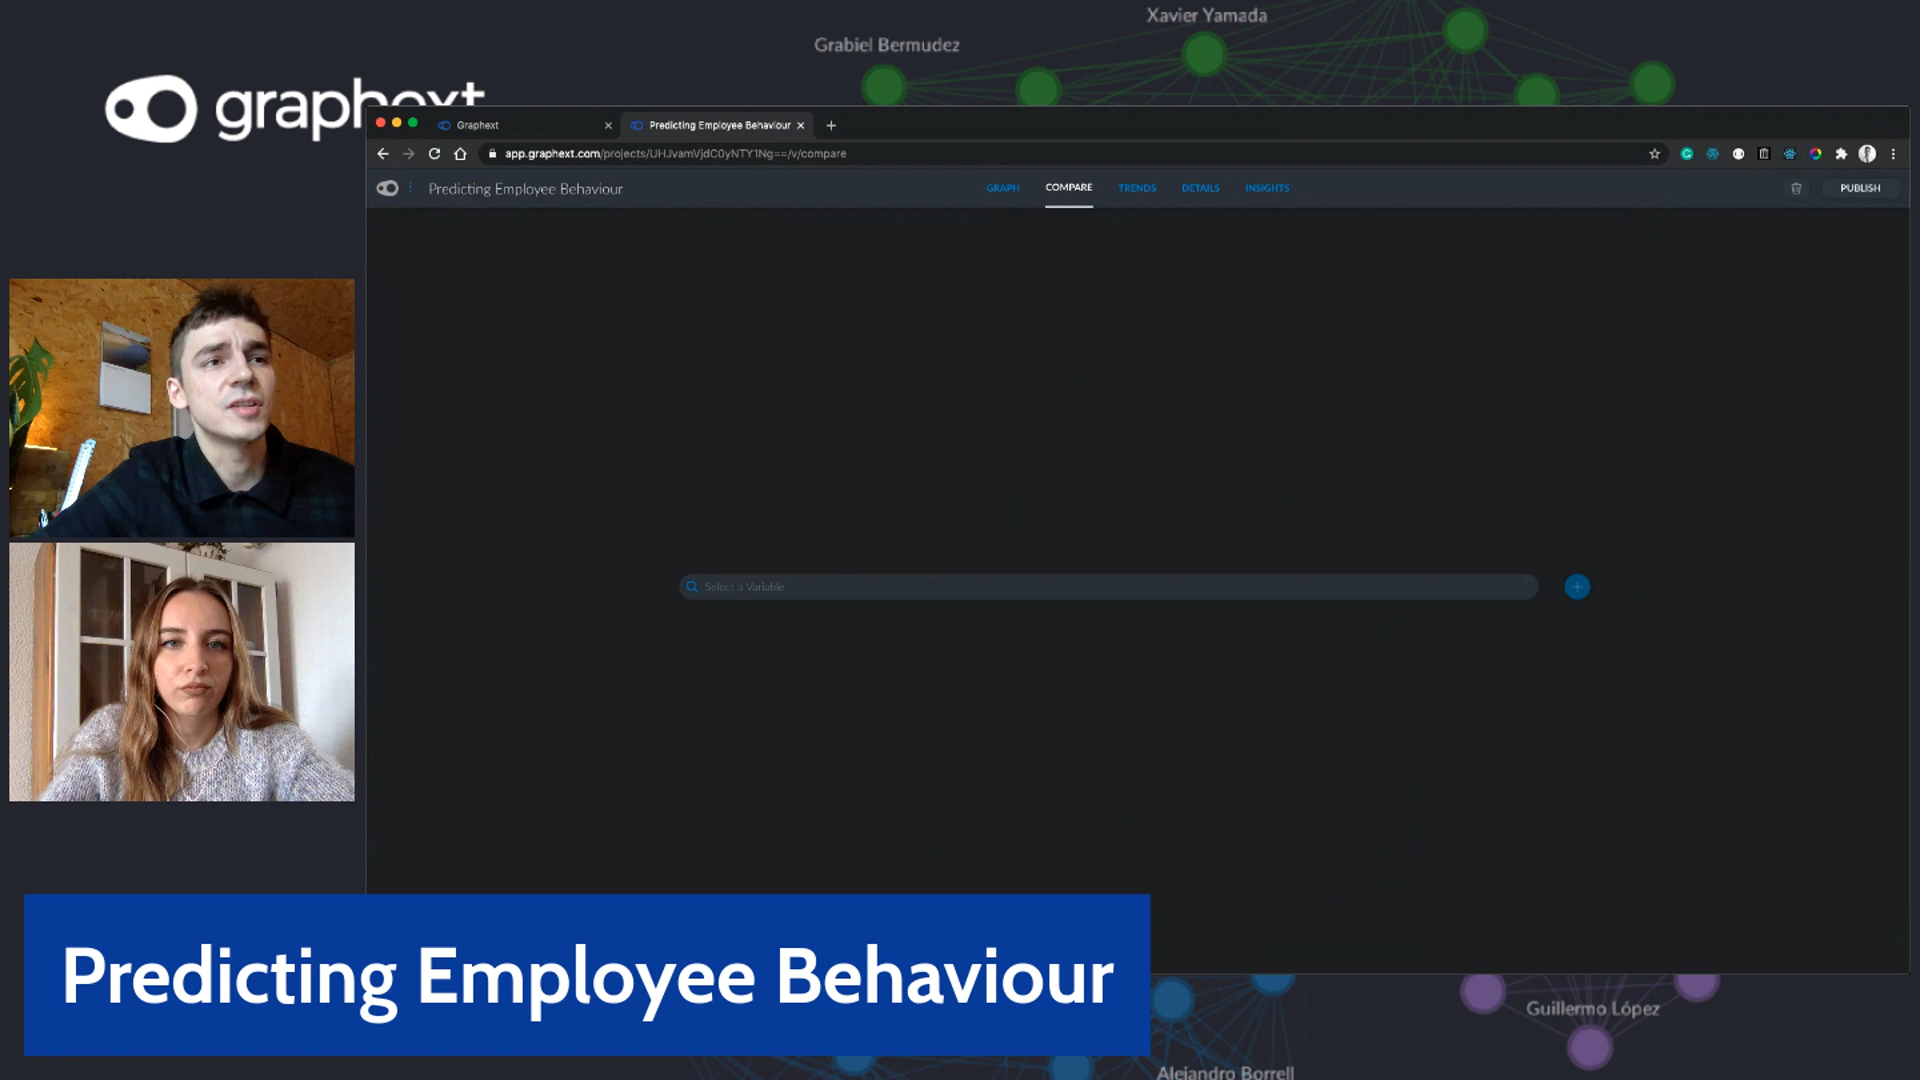 Xavier Yamada
Grabiel Bermudez
graphext
Graphext
Predicting Employee Behaviour
app.graphext.com/projects/UHJvamVjdC0yNTY1Ng==/v/compare
Predicting Employee Behaviour
GRAPH
COMPARE
TRENDS
DETAILS
INSIGHTS
PUBLISH
Select a Variable
Predicting Employee Behaviour
Guillermo López
Alejandro Borrell